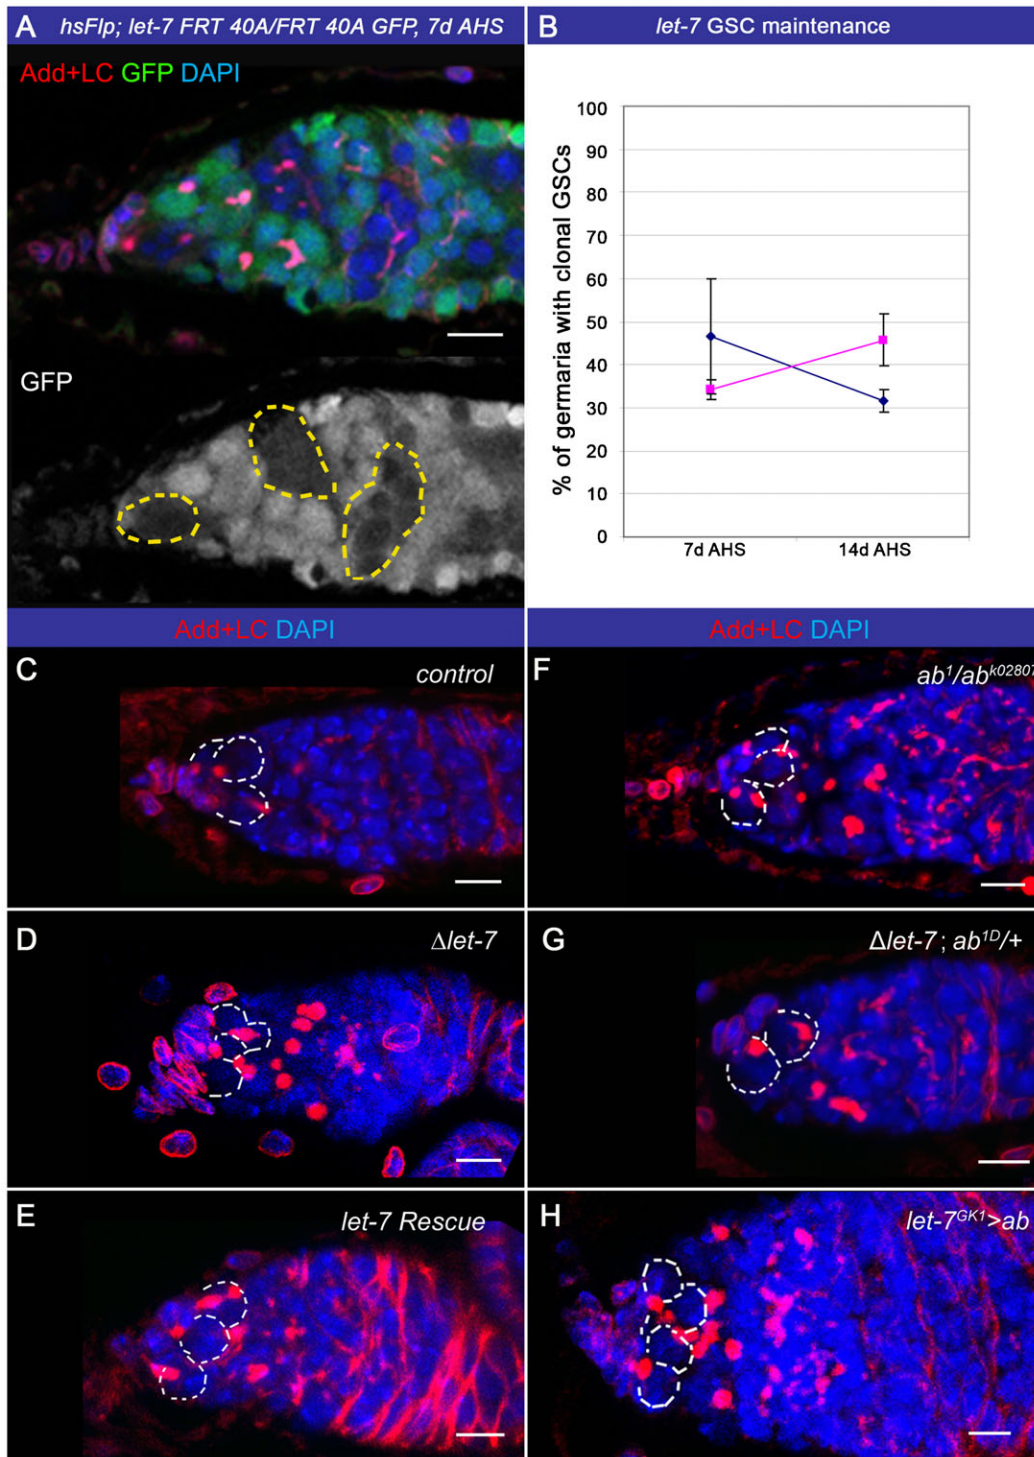 A hsFlp; let-7 FRT 40A/FRT 40A GFP, 7d AHS
Add+LC GFP DAPI
GFP
B let-7 GSC maintenance
% of germaria with clonal GSCs
100
90
80
70
60
50
40
30
20
10
0
7d AHS 14d AHS
Add+LC DAPI
C control
D Δlet-7
E let-7 Rescue
Add+LC DAPI
F ab¹/abᵏ⁰²⁸⁰⁷
G Δlet-7 ; ab¹ᴰ/+
H let-7ᴳᴷ¹>ab